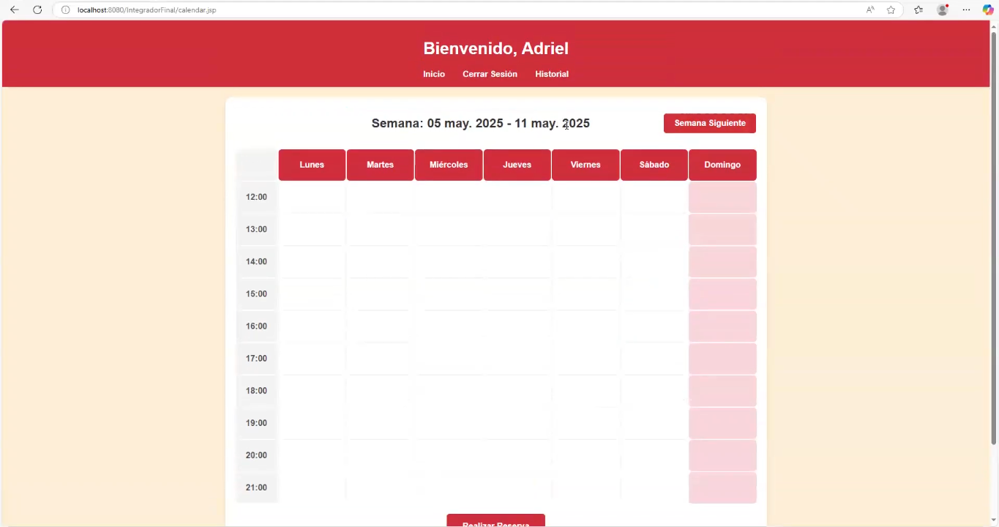 localhost:8080/IntegradorFinal/calendar.jsp
Bienvenido, Adriel
Inicio Cerrar Sesión Historial
Semana: 05 may. 2025 - 11 may. 2025 Semana Siguiente
Lunes Martes Miércoles Jueves Viernes Sábado Domingo
12:00
13:00
14:00
15:00
16:00
17:00
18:00
19:00
20:00
21:00
Realizar Reserva